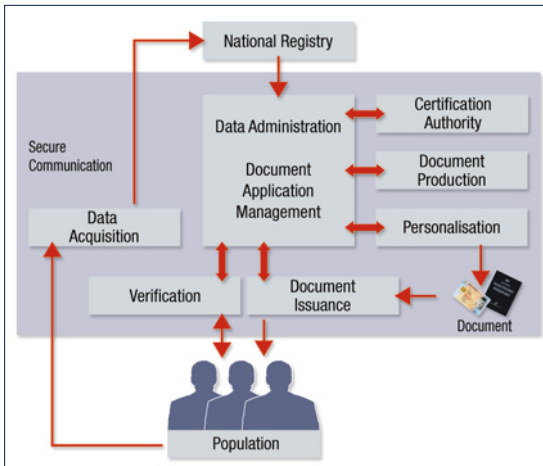 National Registry
Secure
Communication
Data Administration
Document
Application
Management
Certification
Authority
Document
Production
Personalisation
Data
Acquisition
Verification
Document
Issuance
Document
Population